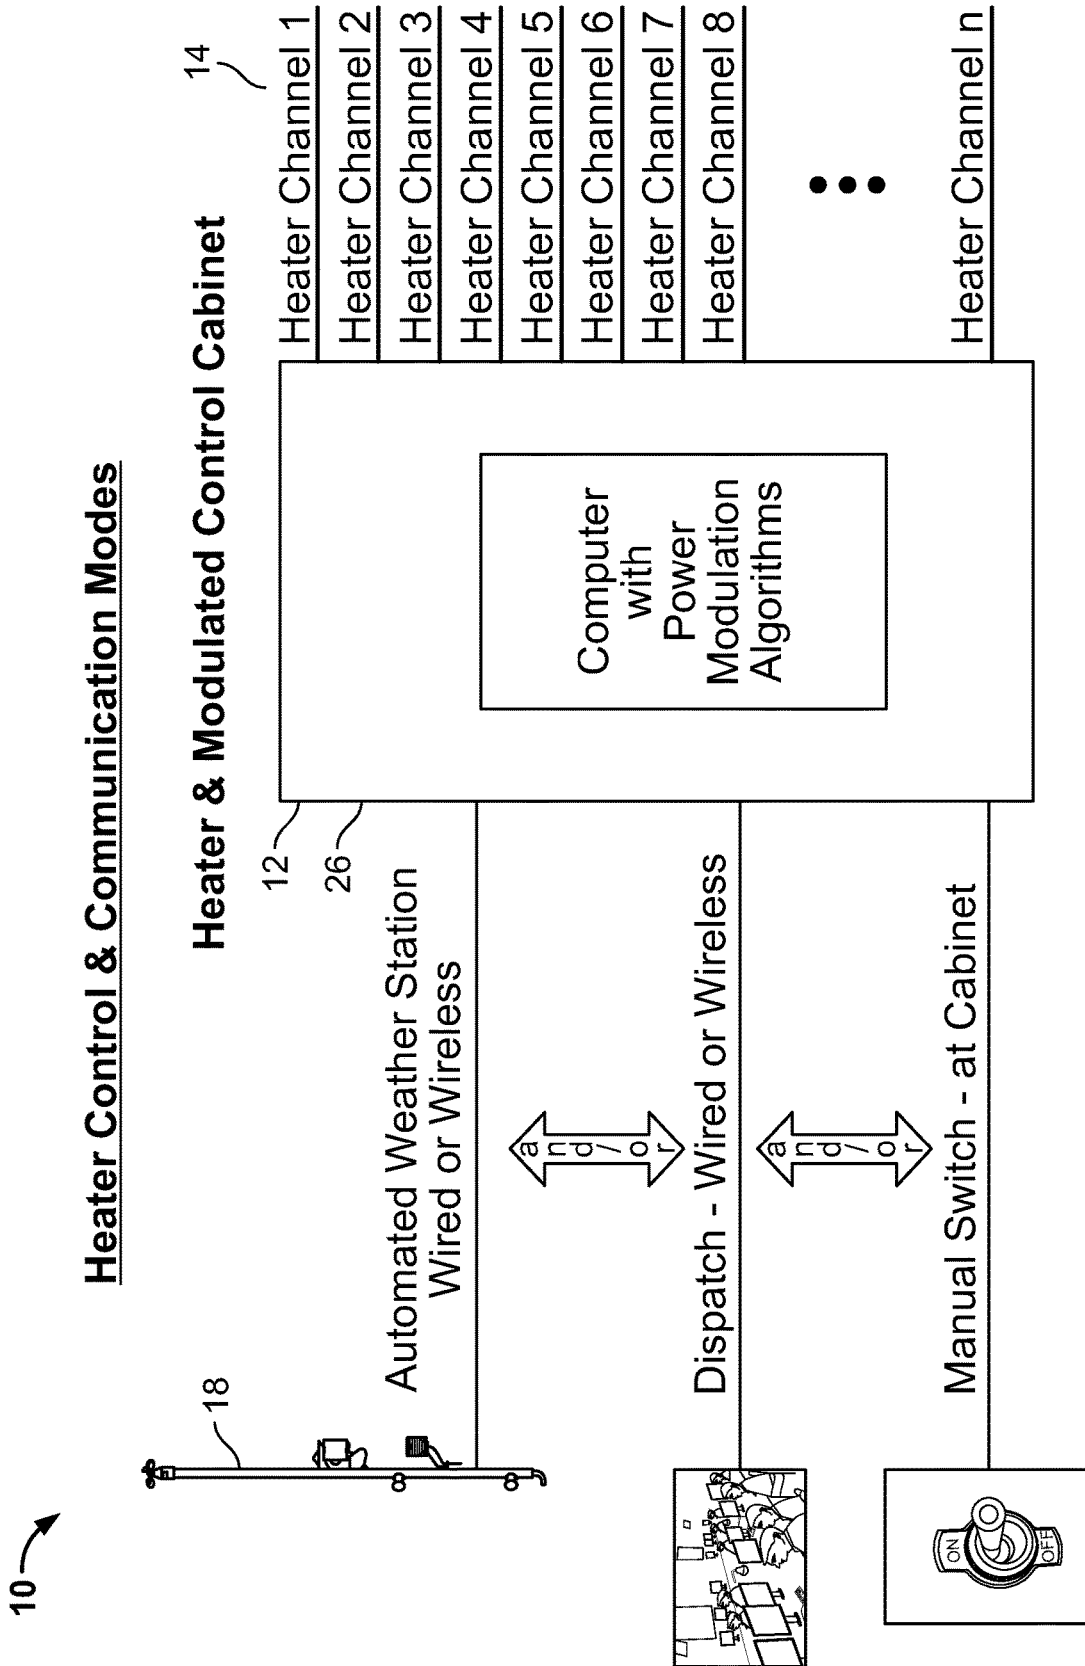 10
Heater Control & Communication Modes
Heater & Modulated Control Cabinet
14
18
12
26
Automated Weather Station
Wired or Wireless
and/or
Dispatch - Wired or Wireless
and/or
Manual Switch - at Cabinet
ON
OFF
Computer
with
Power
Modulation
Algorithms
Heater Channel 1
Heater Channel 2
Heater Channel 3
Heater Channel 4
Heater Channel 5
Heater Channel 6
Heater Channel 7
Heater Channel 8
Heater Channel n